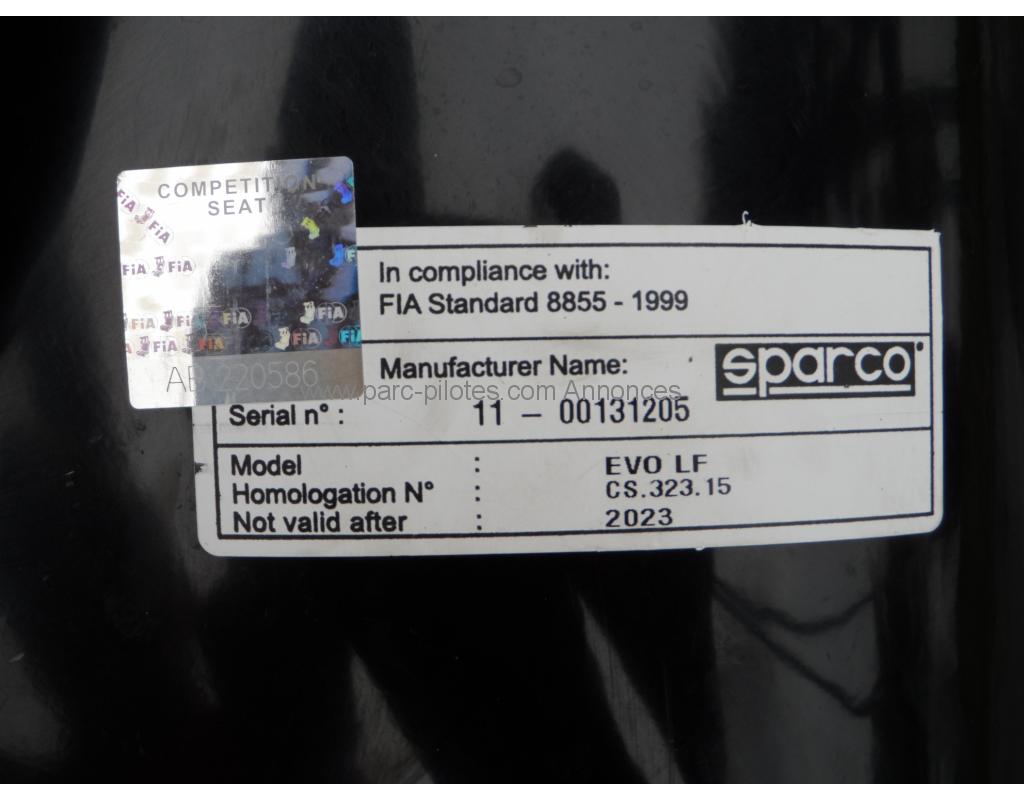 COMPETITION
SEAT
FiA
FiA
FiA FiA
FiA FiA FiA FiA
FiA FiA FiA FiA
220586
In compliance with:
FIA Standard 8855 - 1999
Manufacturer Name:
sparco
www.parc-pilotes.com Annonces
Serial n° : 11 - 00131205
Model : EVO LF
Homologation N° : CS.323.15
Not valid after : 2023